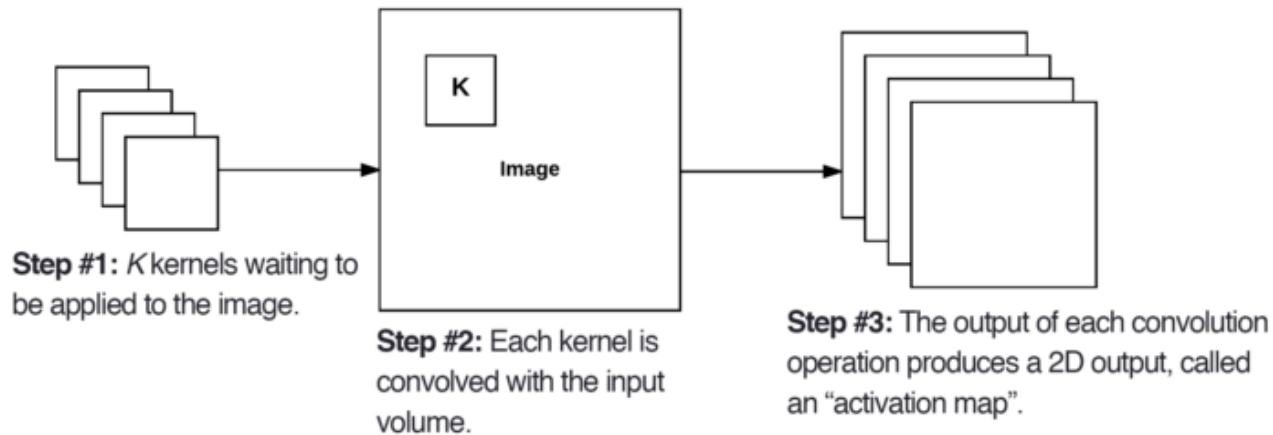 K
Image
Step #1: K kernels waiting to
be applied to the image.
Step #2: Each kernel is
convolved with the input
volume.
Step #3: The output of each convolution
operation produces a 2D output, called
an “activation map”.